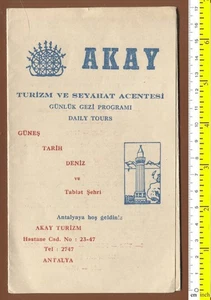 AKAY
TURİZM VE SEYAHAT ACENTESİ
GÜNLÜK GEZİ PROGRAMI
DAILY TOURS
GÜNEŞ
TARİH
DENİZ
ve
Tabiat Şehri
Antalyaya hoş geldiniz
AKAY TURİZM
Hastane Cad. No : 23-47
Tel : 2747
ANTALYA